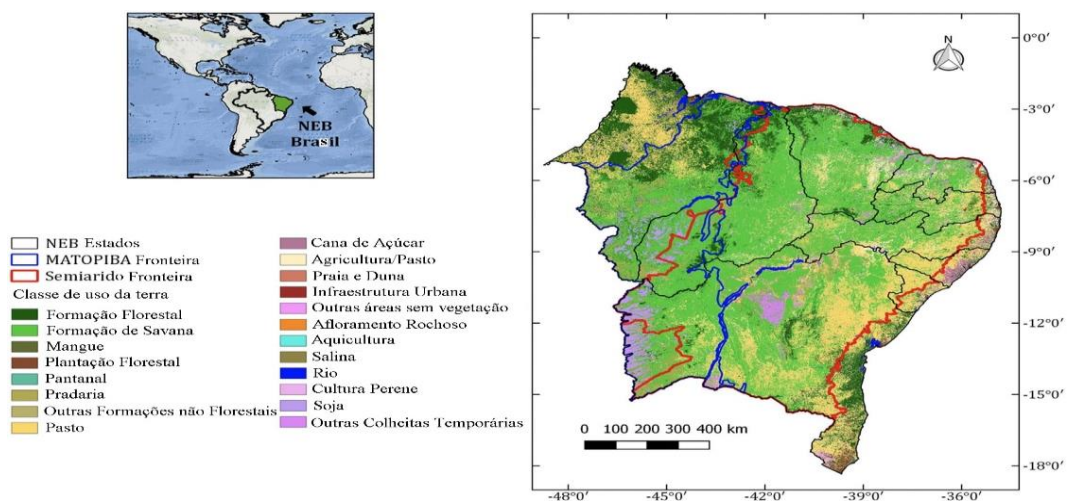 NEB
Brasil
NEB Estados
MATOPIBA Fronteira
Semiarido Fronteira
Classe de uso da terra
Formação Florestal
Formação de Savana
Mangue
Plantação Florestal
Pantanal
Pradaria
Outras Formações não Florestais
Pasto
Cana de Açúcar
Agricultura/Pasto
Praia e Duna
Infraestrutura Urbana
Outras áreas sem vegetação
Afloramento Rochoso
Aquicultura
Salina
Rio
Cultura Perene
Soja
Outras Colheitas Temporárias
N
0°0'
-3°0'
-6°0'
-9°0'
-12°0'
-15°0'
-18°0'
0 100 200 300 400 km
-48°0' -45°0' -42°0' -39°0' -36°0'